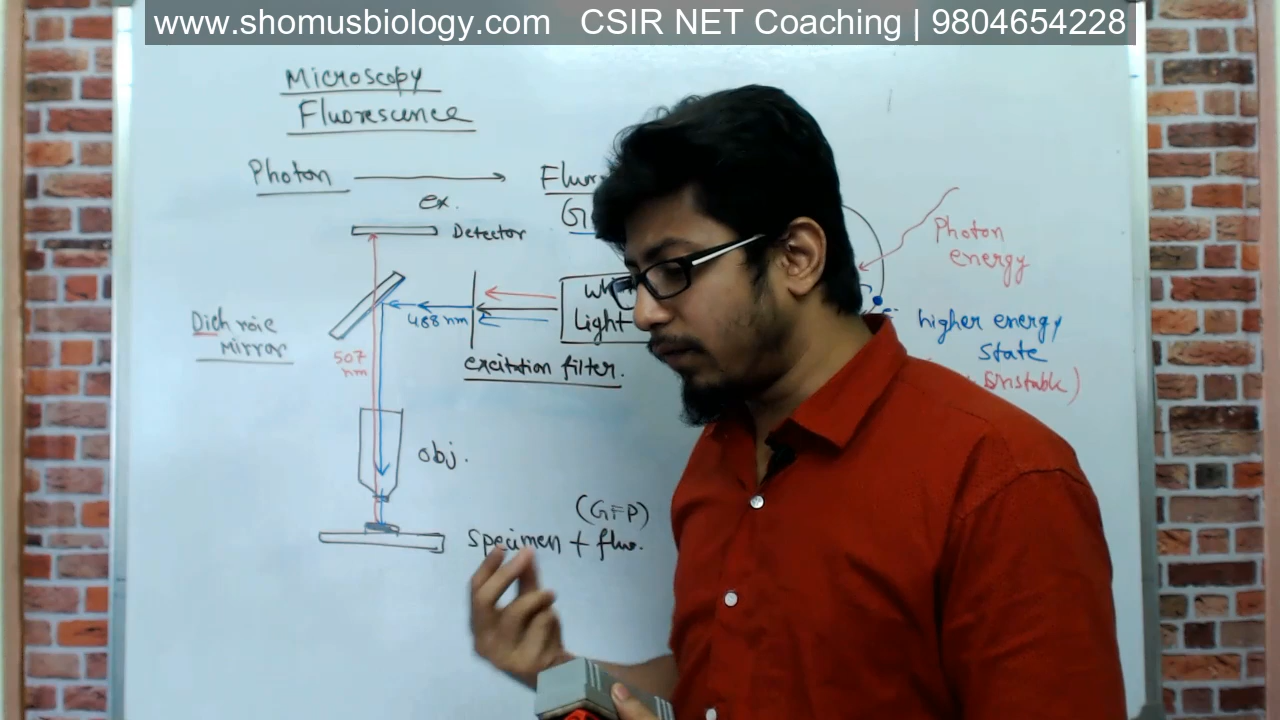 www.shomusbiology.com CSIR NET Coaching | 9804654228
Microscopy
Fluorescence
Photon
ex.
Detector
Photon
energy
Light
488 nm
Dichroic
Mirror
507
nm
excitation filter.
higher energy
state
obj.
(GFP)
specimen + fluo.